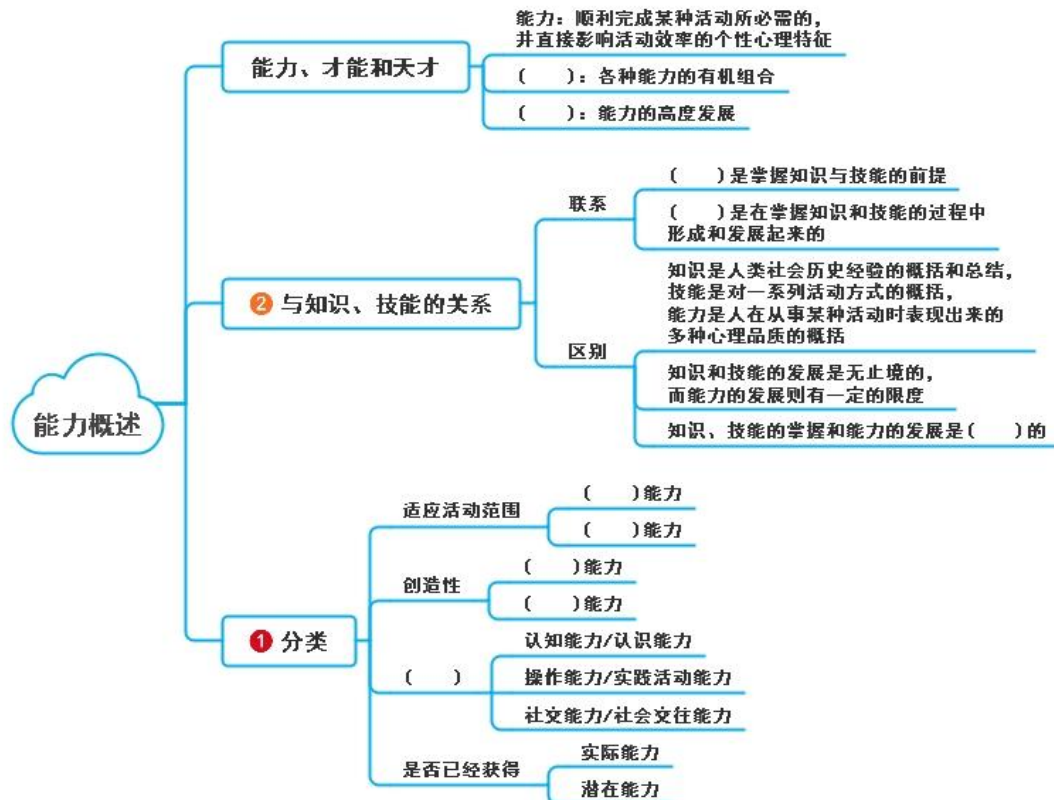 能力概述
能力、才能和天才
能力：顺利完成某种活动所必需的，
并直接影响活动效率的个性心理特征
（　　）：各种能力的有机组合
（　　）：能力的高度发展
2 与知识、技能的关系
联系
（　　）是掌握知识与技能的前提
（　　）是在掌握知识和技能的过程中
形成和发展起来的
区别
知识是人类社会历史经验的概括和总结，
技能是对一系列活动方式的概括，
能力是人在从事某种活动时表现出来的
多种心理品质的概括
知识和技能的发展是无止境的，
而能力的发展则有一定的限度
知识、技能的掌握和能力的发展是（　　）的
1 分类
适应活动范围
（　　）能力
（　　）能力
创造性
（　　）能力
（　　）能力
（　　）
认知能力/认识能力
操作能力/实践活动能力
社交能力/社会交往能力
是否已经获得
实际能力
潜在能力